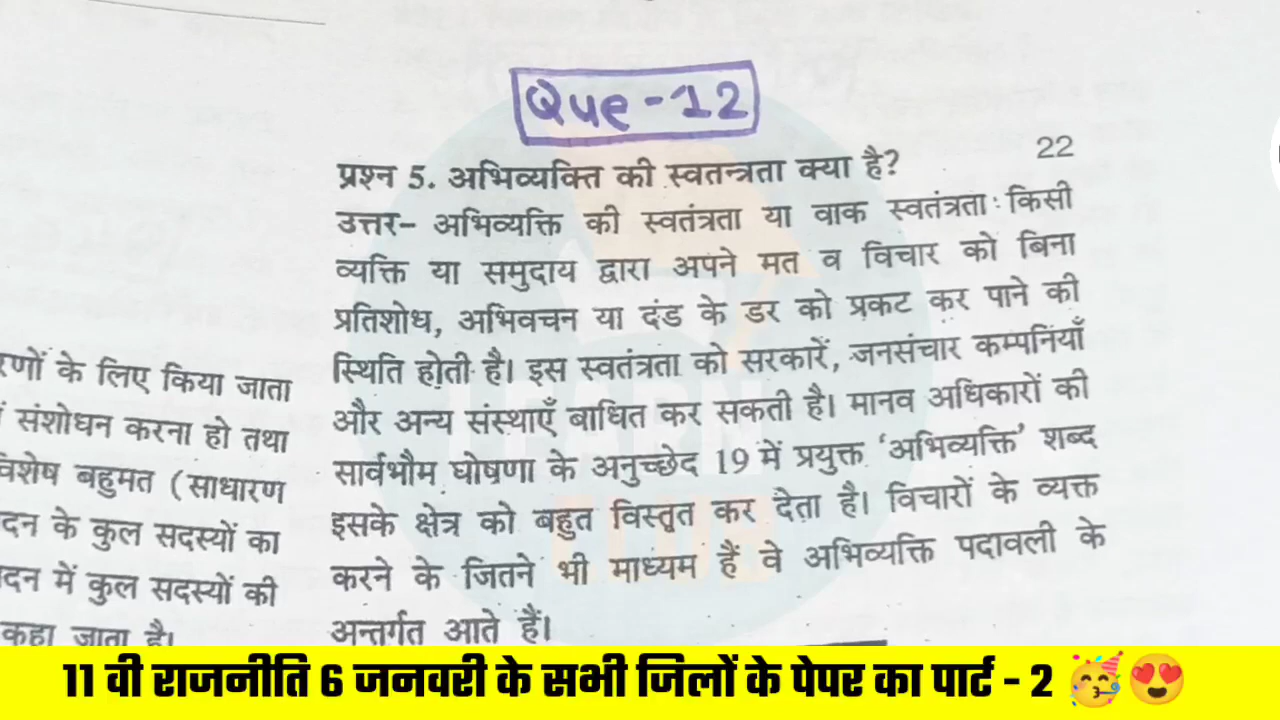 Que-12
22
प्रश्न 5. अभिव्यक्ति की स्वतन्त्रता क्या है?
उत्तर- अभिव्यक्ति की स्वतंत्रता या वाक स्वतंत्रता : किसी
व्यक्ति या समुदाय द्वारा अपने मत व विचार को बिना
प्रतिशोध, अभिवचन या दंड के डर को प्रकट कर पाने की
स्थिति होती है। इस स्वतंत्रता को सरकारें, जनसंचार कम्पनियाँ
और अन्य संस्थाएँ बाधित कर सकती है। मानव अधिकारों की
सार्वभौम घोषणा के अनुच्छेद 19 में प्रयुक्त ‘अभिव्यक्ति’ शब्द
इसके क्षेत्र को बहुत विस्तृत कर देता है। विचारों के व्यक्त
करने के जितने भी माध्यम हैं वे अभिव्यक्ति पदावली के
अन्तर्गत आते हैं।
के लिए किया जाता
संशोधन करना हो तथा
बहुमत (साधारण
के कुल सदस्यों का
में कुल सदस्यों की
कहा जाता है।
LEARN
CLUB
11 वी राजनीति 6 जनवरी के सभी जिलों के पेपर का पार्ट - 2 🥳😍